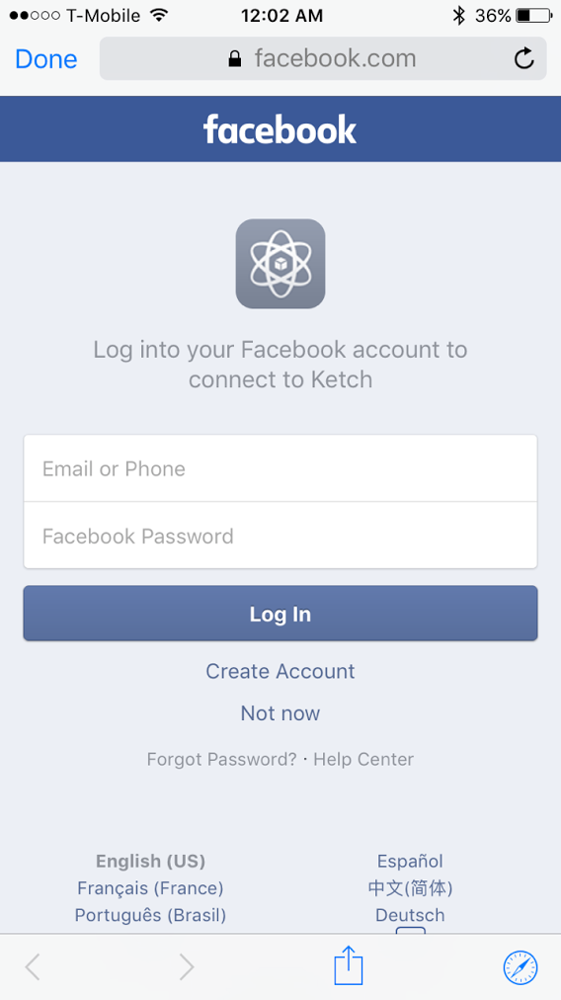 T-Mobile 12:02 AM 36%
Done facebook.com
facebook
Log into your Facebook account to
connect to Ketch
Email or Phone
Facebook Password
Log In
Create Account
Not now
Forgot Password? · Help Center
English (US) Español
Français (France) 中文(简体)
Português (Brasil) Deutsch